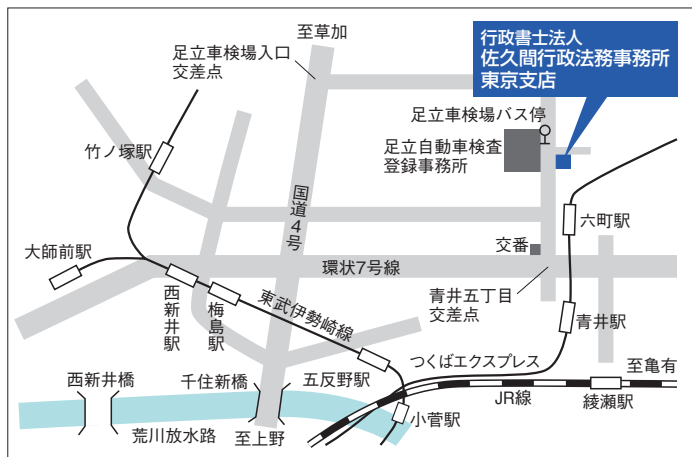 至草加
行政書士法人
佐久間行政法務事務所
東京支店
足立車検場入口
交差点
足立車検場バス停
足立自動車検査
登録事務所
竹ノ塚駅
国道4号
六町駅
大師前駅
交番
環状7号線
西新井駅
梅島駅
東武伊勢崎線
青井五丁目
交差点
青井駅
つくばエクスプレス
至亀有
西新井橋
千住新橋
五反野駅
JR線
綾瀬駅
荒川放水路
至上野
小菅駅